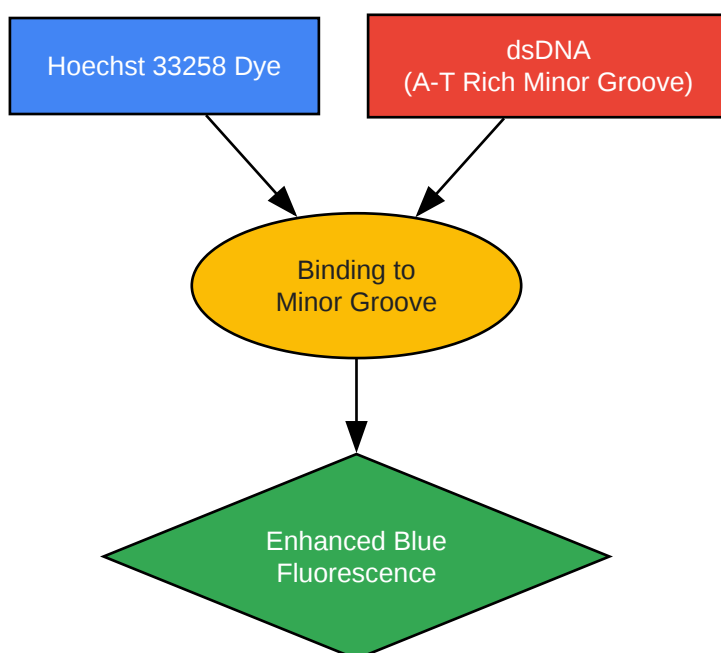 Hoechst 33258 Dye
dsDNA
(A-T Rich Minor Groove)
Binding to
Minor Groove
Enhanced Blue
Fluorescence